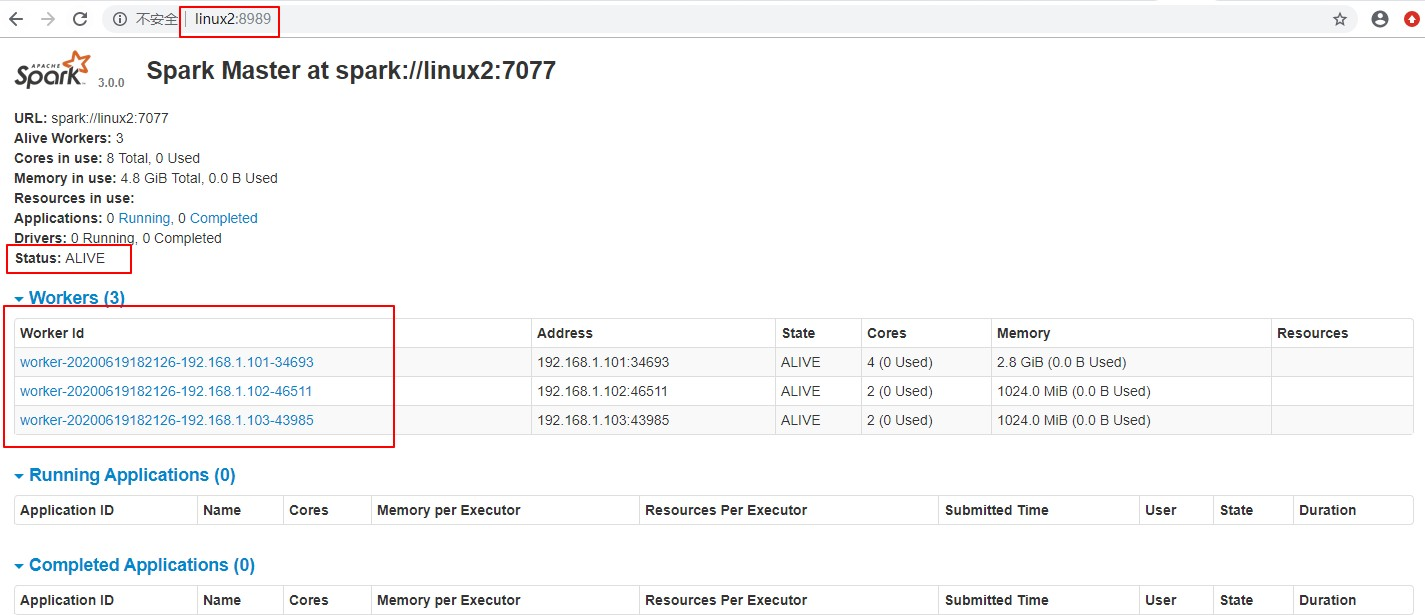 不安全 linux2:8989
APACHE Spark 3.0.0 Spark Master at spark://linux2:7077
URL: spark://linux2:7077
Alive Workers: 3
Cores in use: 8 Total, 0 Used
Memory in use: 4.8 GiB Total, 0.0 B Used
Resources in use:
Applications: 0 Running, 0 Completed
Drivers: 0 Running, 0 Completed
Status: ALIVE
Workers (3)
Worker Id Address State Cores Memory Resources
worker-20200619182126-192.168.1.101-34693 192.168.1.101:34693 ALIVE 4 (0 Used) 2.8 GiB (0.0 B Used)
worker-20200619182126-192.168.1.102-46511 192.168.1.102:46511 ALIVE 2 (0 Used) 1024.0 MiB (0.0 B Used)
worker-20200619182126-192.168.1.103-43985 192.168.1.103:43985 ALIVE 2 (0 Used) 1024.0 MiB (0.0 B Used)
Running Applications (0)
Application ID Name Cores Memory per Executor Resources Per Executor Submitted Time User State Duration
Completed Applications (0)
Application ID Name Cores Memory per Executor Resources Per Executor Submitted Time User State Duration